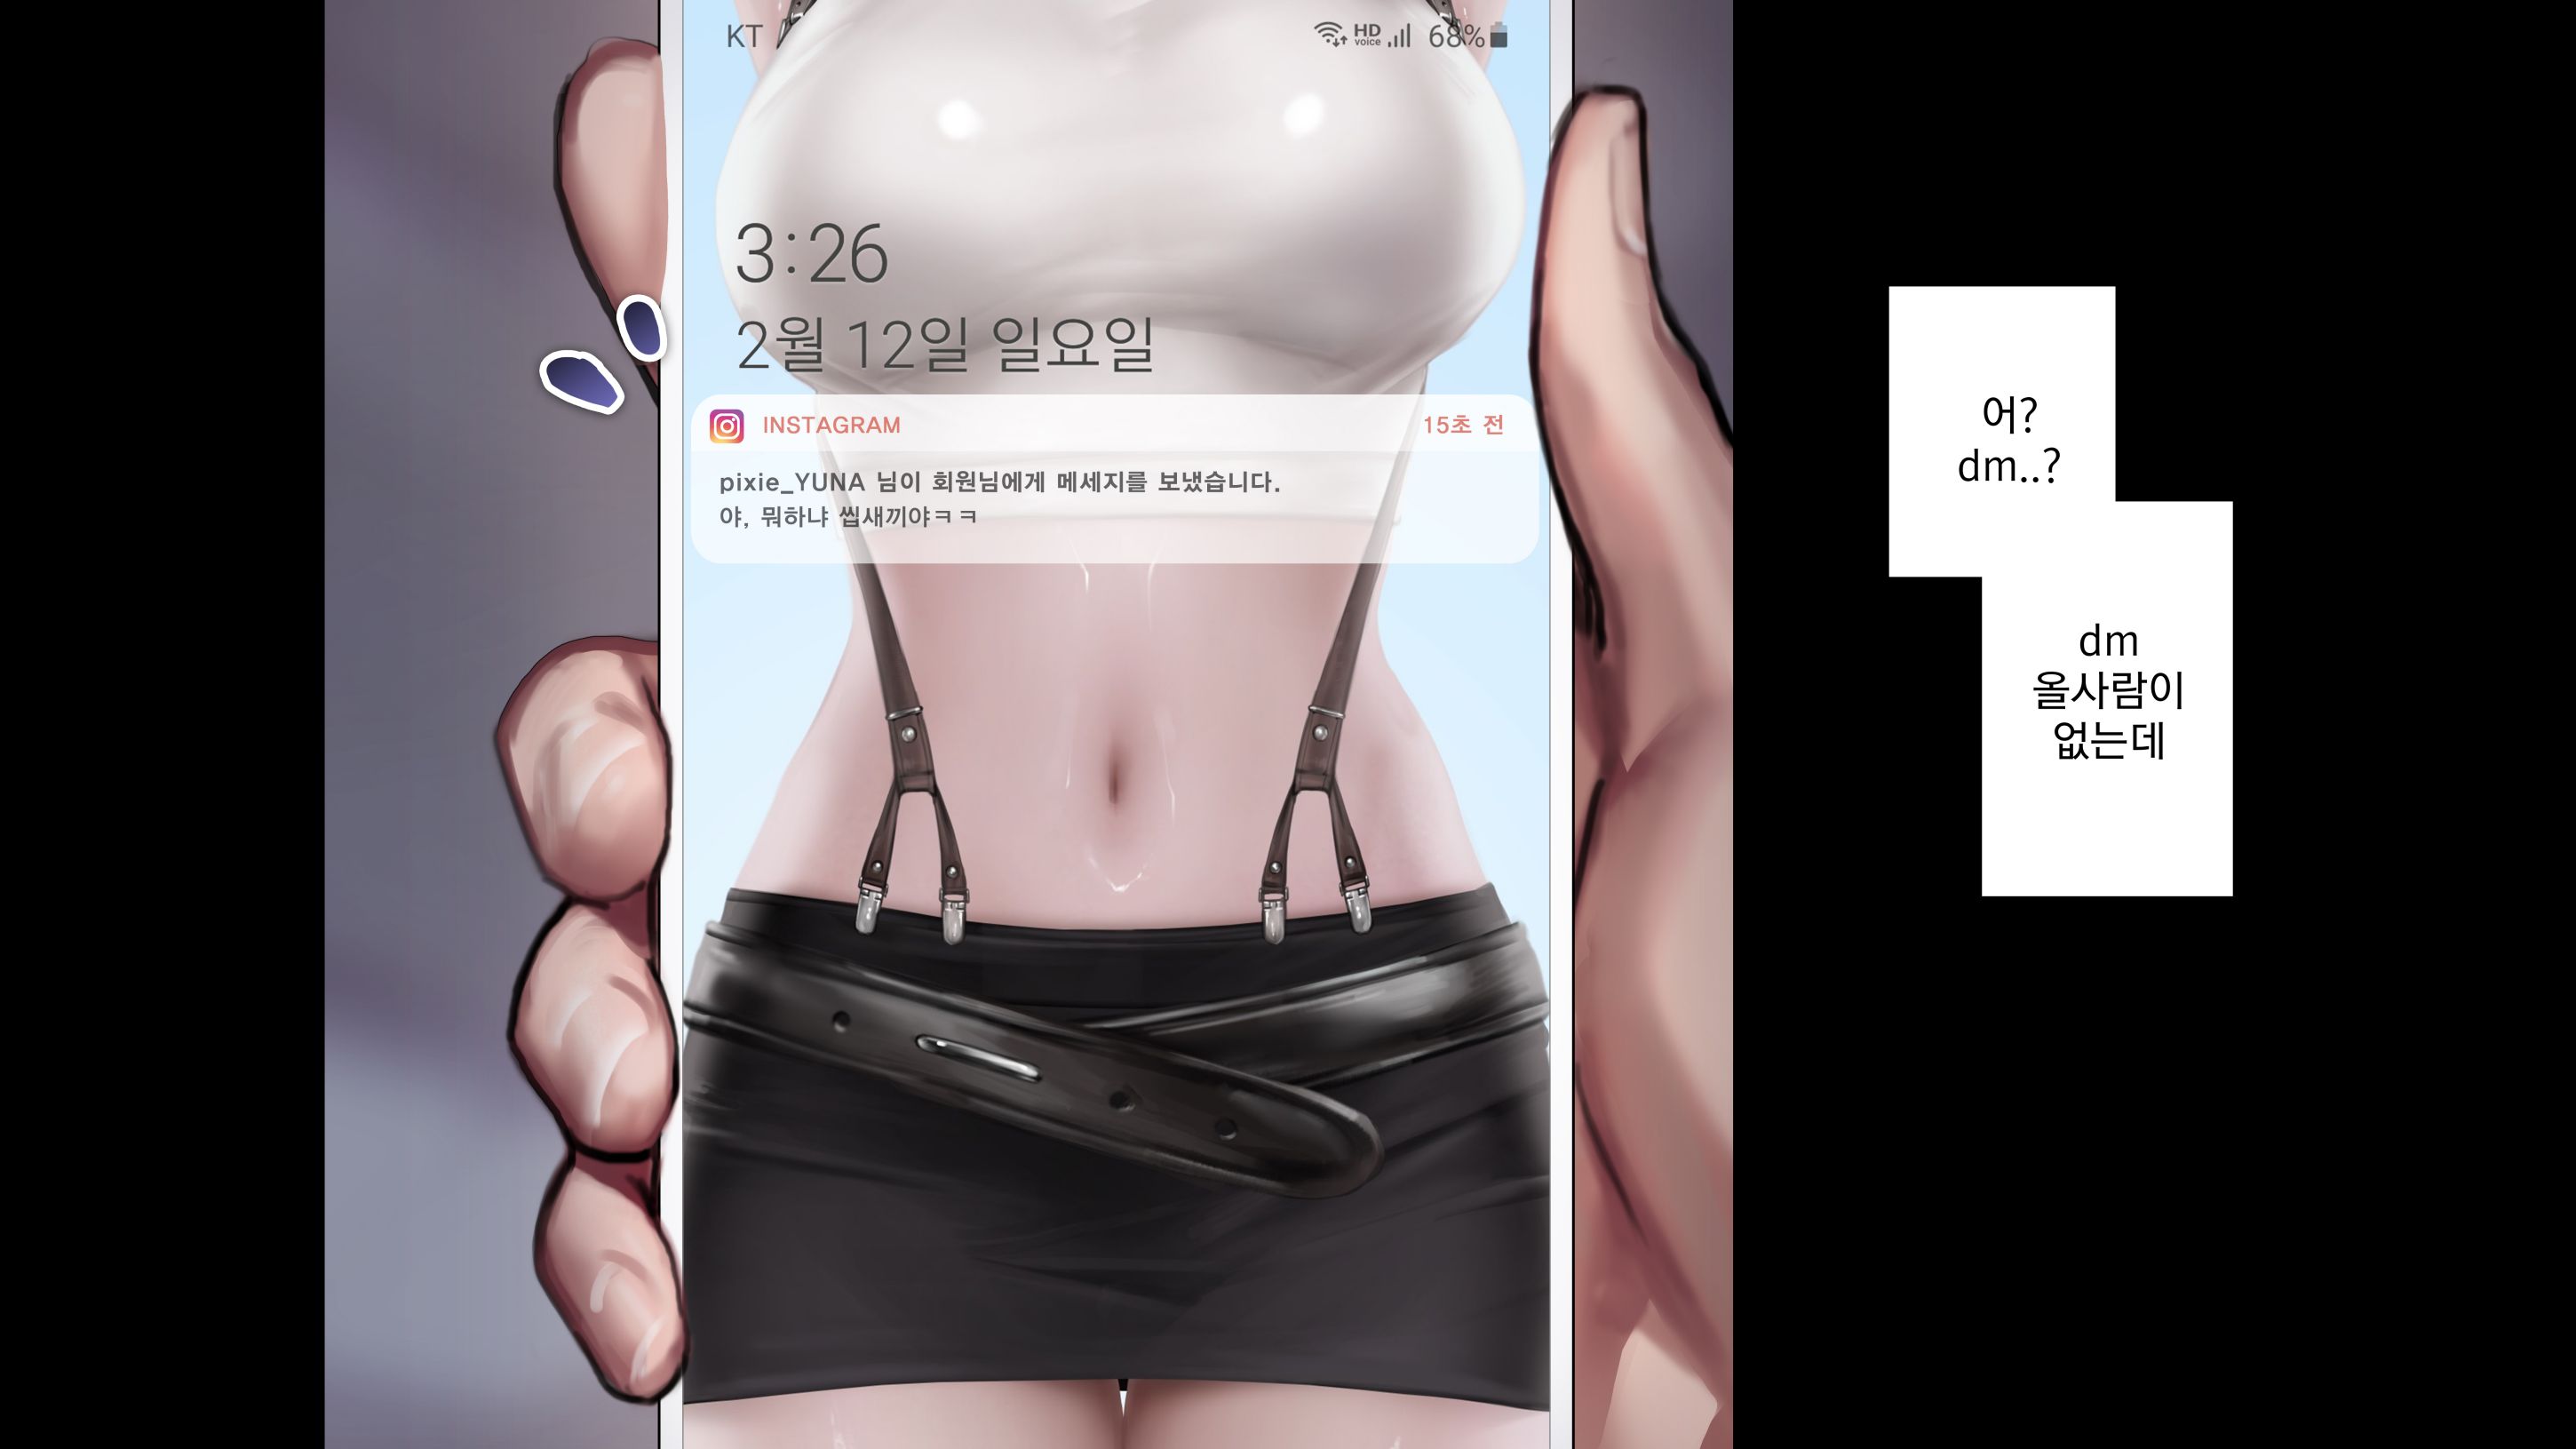 KT
HD voice
68%
3:26
2월 12일 일요일
INSTAGRAM
15초 전
pixie_YUNA 님이 회원님에게 메세지를 보냈습니다.
야, 뭐하냐 씹새끼야ㅋㅋ
어?
dm..?
dm
올사람이
없는데